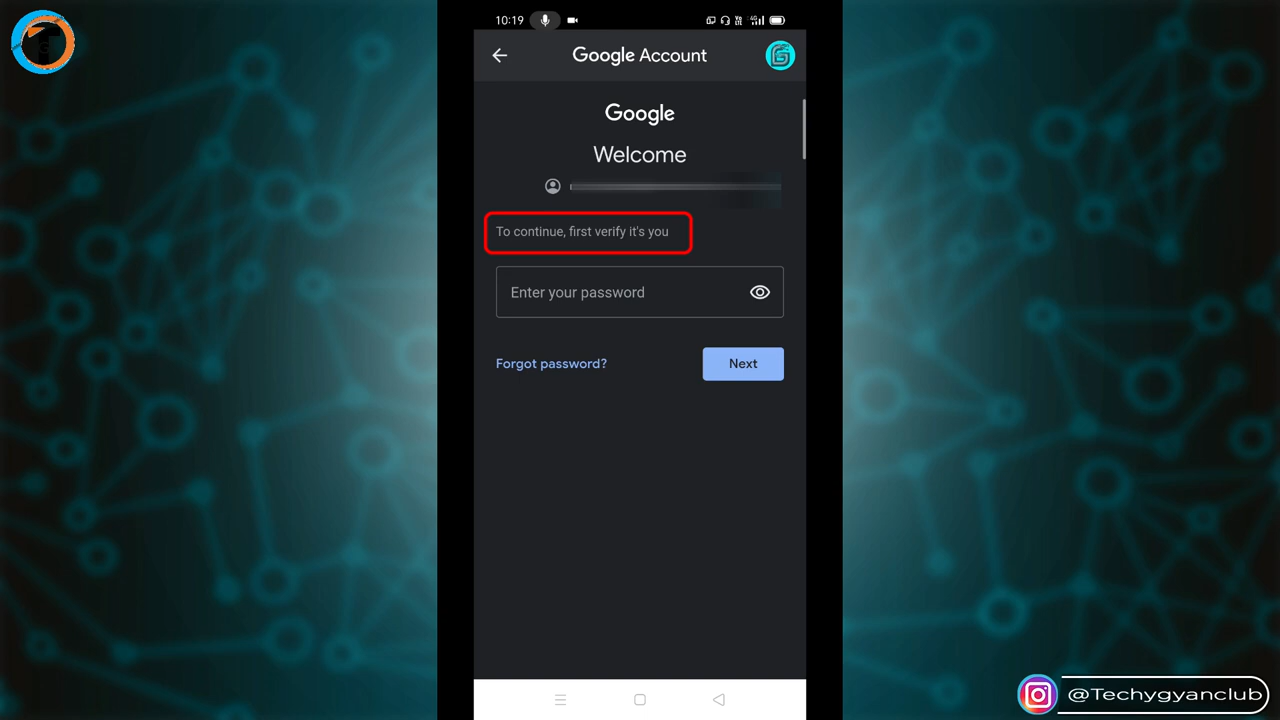 10:19
Google Account
Google
Welcome
To continue, first verify it's you
Enter your password
Forgot password?
Next
@Techygyanclub